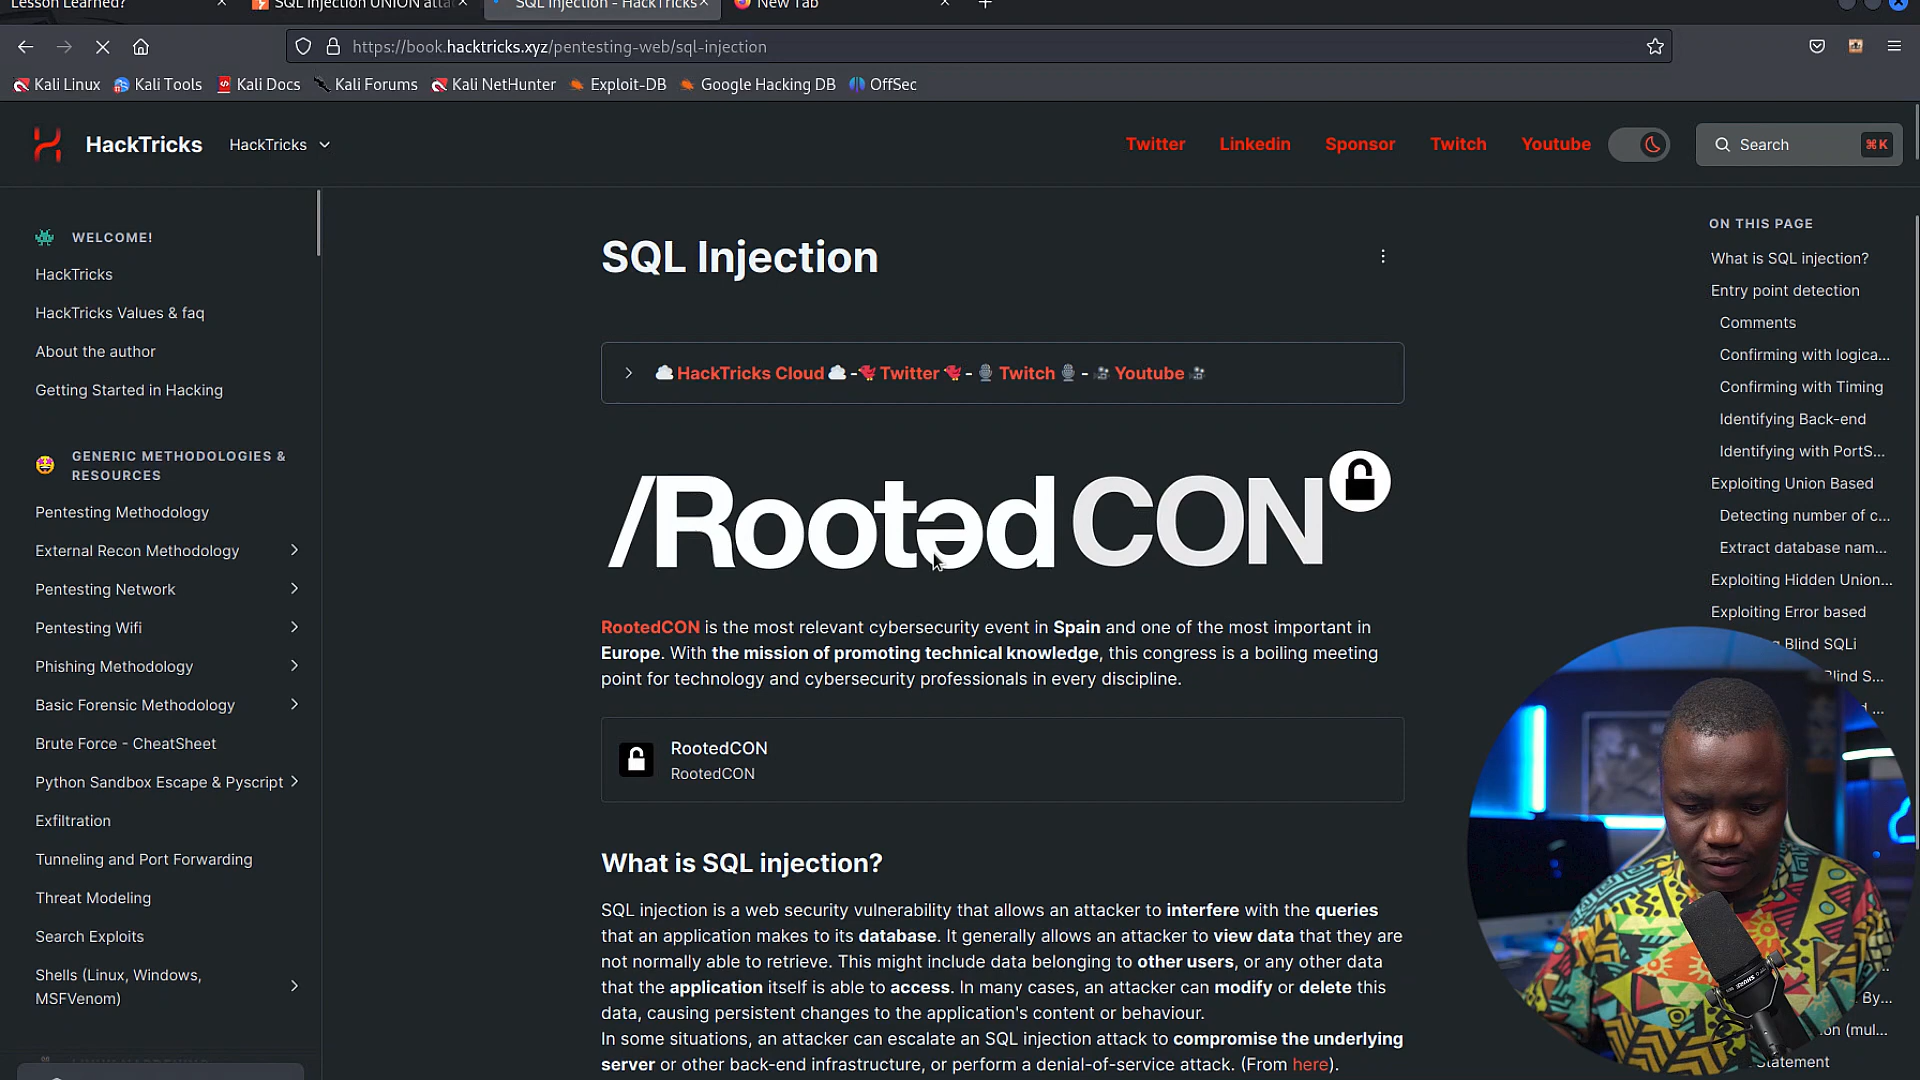 Lesson Learned?
SQL injection UNION atta
SQL Injection - HackTricks
New Tab
https://book.hacktricks.xyz/pentesting-web/sql-injection
Kali Linux
Kali Tools
Kali Docs
Kali Forums
Kali NetHunter
Exploit-DB
Google Hacking DB
OffSec
HackTricks
HackTricks
Twitter
Linkedin
Sponsor
Twitch
Youtube
Search
⌘K
WELCOME!
HackTricks
HackTricks Values & faq
About the author
Getting Started in Hacking
GENERIC METHODOLOGIES &
RESOURCES
Pentesting Methodology
External Recon Methodology
Pentesting Network
Pentesting Wifi
Phishing Methodology
Basic Forensic Methodology
Brute Force - CheatSheet
Python Sandbox Escape & Pyscript
Exfiltration
Tunneling and Port Forwarding
Threat Modeling
Search Exploits
Shells (Linux, Windows,
MSFVenom)
SQL Injection
☁️ HackTricks Cloud ☁️ -🐦 Twitter 🐦 - 🎙️ Twitch 🎙️ - 🎥 Youtube 🎥
/Rootəd CON
RootedCON is the most relevant cybersecurity event in Spain and one of the most important in
Europe. With the mission of promoting technical knowledge, this congress is a boiling meeting
point for technology and cybersecurity professionals in every discipline.
RootedCON
RootedCON
What is SQL injection?
SQL injection is a web security vulnerability that allows an attacker to interfere with the queries
that an application makes to its database. It generally allows an attacker to view data that they are
not normally able to retrieve. This might include data belonging to other users, or any other data
that the application itself is able to access. In many cases, an attacker can modify or delete this
data, causing persistent changes to the application's content or behaviour.
In some situations, an attacker can escalate an SQL injection attack to compromise the underlying
server or other back-end infrastructure, or perform a denial-of-service attack. (From here).
ON THIS PAGE
What is SQL injection?
Entry point detection
Comments
Confirming with logica...
Confirming with Timing
Identifying Back-end
Identifying with PortS...
Exploiting Union Based
Detecting number of c...
Extract database nam...
Exploiting Hidden Union...
Exploiting Error based
Blind SQLi
Blind S...
By...
(mul...
Statement